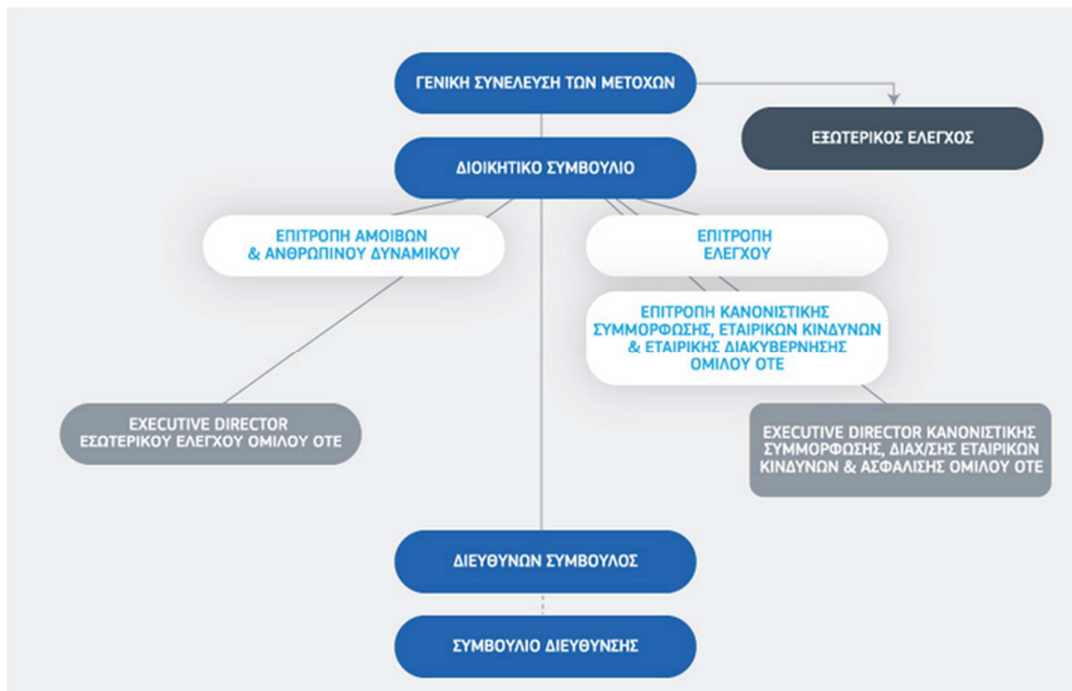 ΓΕΝΙΚΗ ΣΥΝΕΛΕΥΣΗ ΤΩΝ ΜΕΤΟΧΩΝ
ΕΞΩΤΕΡΙΚΟΣ ΕΛΕΓΧΟΣ
ΔΙΟΙΚΗΤΙΚΟ ΣΥΜΒΟΥΛΙΟ
ΕΠΙΤΡΟΠΗ ΑΜΟΙΒΩΝ
& ΑΝΘΡΩΠΙΝΟΥ ΔΥΝΑΜΙΚΟΥ
ΕΠΙΤΡΟΠΗ
ΕΛΕΓΧΟΥ
ΕΠΙΤΡΟΠΗ ΚΑΝΟΝΙΣΤΙΚΗΣ
ΣΥΜΜΟΡΦΩΣΗΣ, ΕΤΑΙΡΙΚΩΝ ΚΙΝΔΥΝΩΝ
& ΕΤΑΙΡΙΚΗΣ ΔΙΑΚΥΒΕΡΝΗΣΗΣ
ΟΜΙΛΟΥ ΟΤΕ
EXECUTIVE DIRECTOR
ΕΣΩΤΕΡΙΚΟΥ ΕΛΕΓΧΟΥ ΟΜΙΛΟΥ ΟΤΕ
EXECUTIVE DIRECTOR ΚΑΝΟΝΙΣΤΙΚΗΣ
ΣΥΜΜΟΡΦΩΣΗΣ, ΔΙΑΧ/ΣΗΣ ΕΤΑΙΡΙΚΩΝ
ΚΙΝΔΥΝΩΝ & ΑΣΦΑΛΙΣΗΣ ΟΜΙΛΟΥ ΟΤΕ
ΔΙΕΥΘΥΝΩΝ ΣΥΜΒΟΥΛΟΣ
ΣΥΜΒΟΥΛΙΟ ΔΙΕΥΘΥΝΣΗΣ